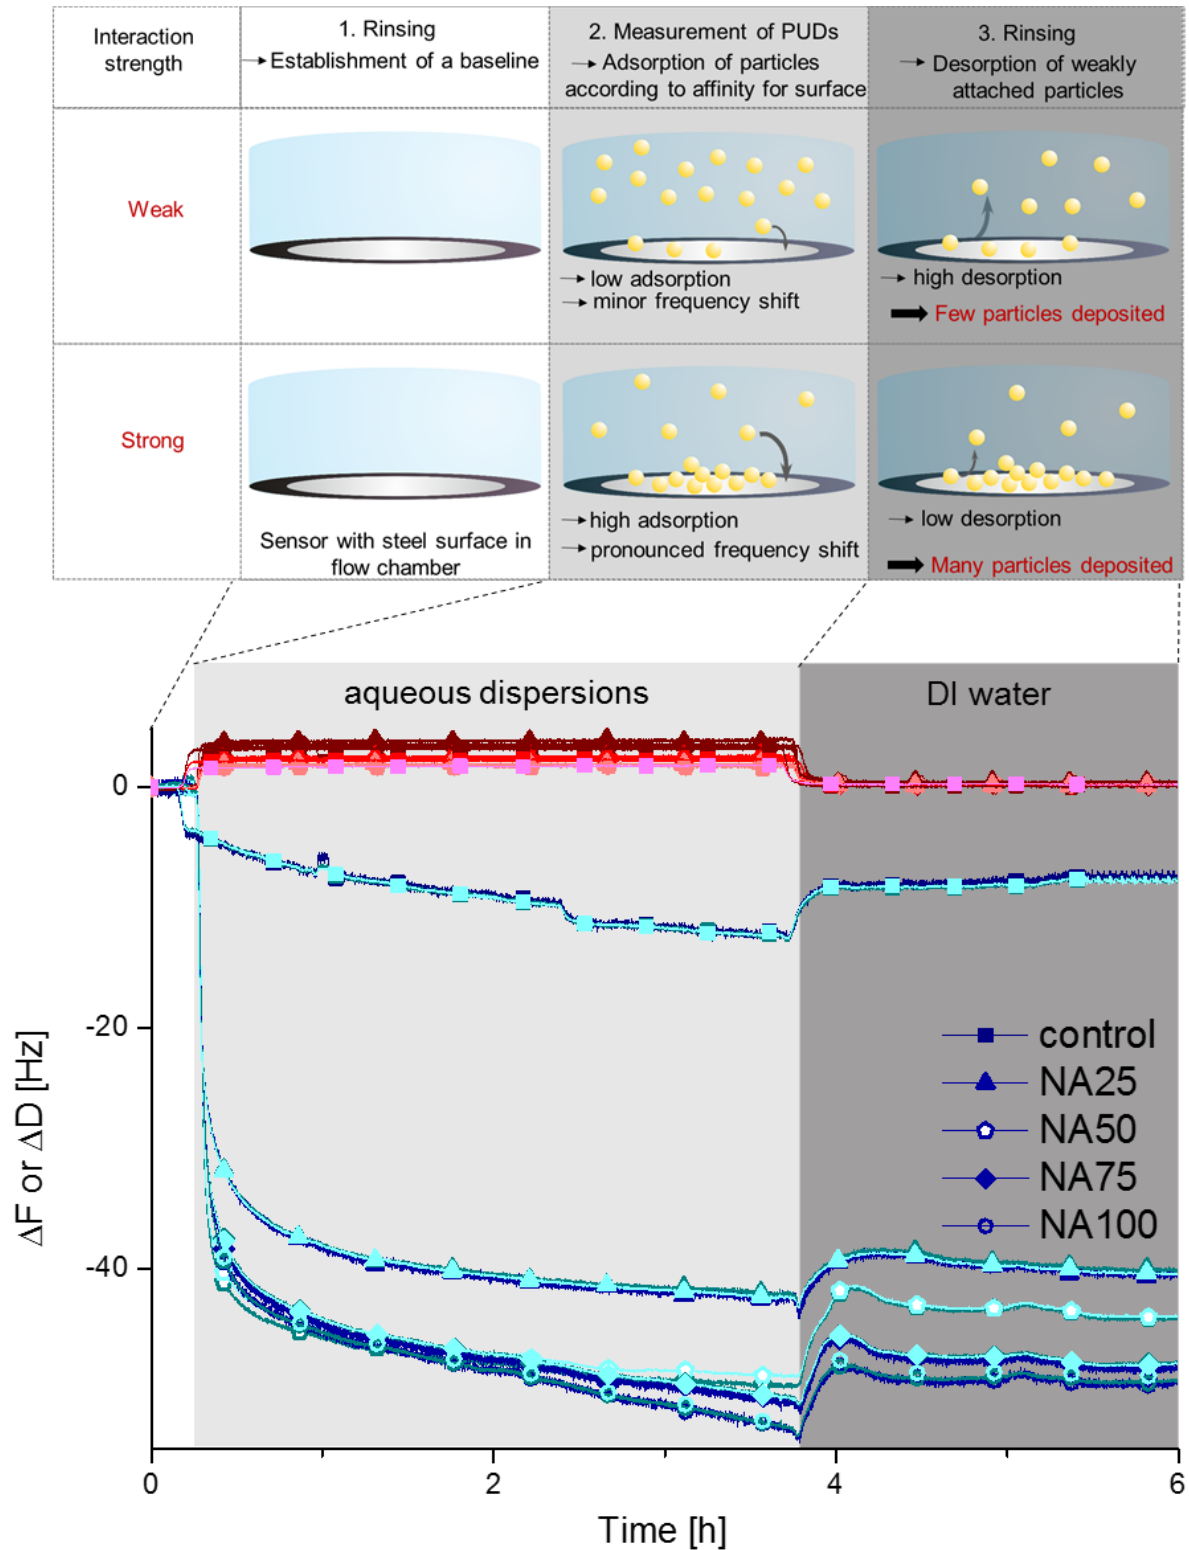 Interaction
strength
1. Rinsing
→ Establishment of a baseline
2. Measurement of PUDs
→ Adsorption of particles
according to affinity for surface
3. Rinsing
→ Desorption of weakly
attached particles
Weak
→ low adsorption
→ minor frequency shift
→ high desorption
→ Few particles deposited
Strong
Sensor with steel surface in
flow chamber
→ high adsorption
→ pronounced frequency shift
→ low desorption
→ Many particles deposited
aqueous dispersions
DI water
0
-20
-40
ΔF or ΔD [Hz]
control
NA25
NA50
NA75
NA100
0 2 4 6
Time [h]